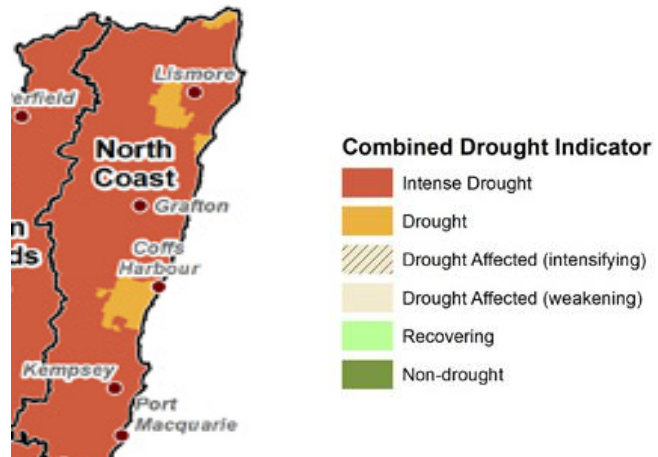 Lismore
erfield
North
Coast
Grafton
n
ds
Coffs
Harbour
Kempsey
Port
Macquarie
Combined Drought Indicator
Intense Drought
Drought
Drought Affected (intensifying)
Drought Affected (weakening)
Recovering
Non-drought